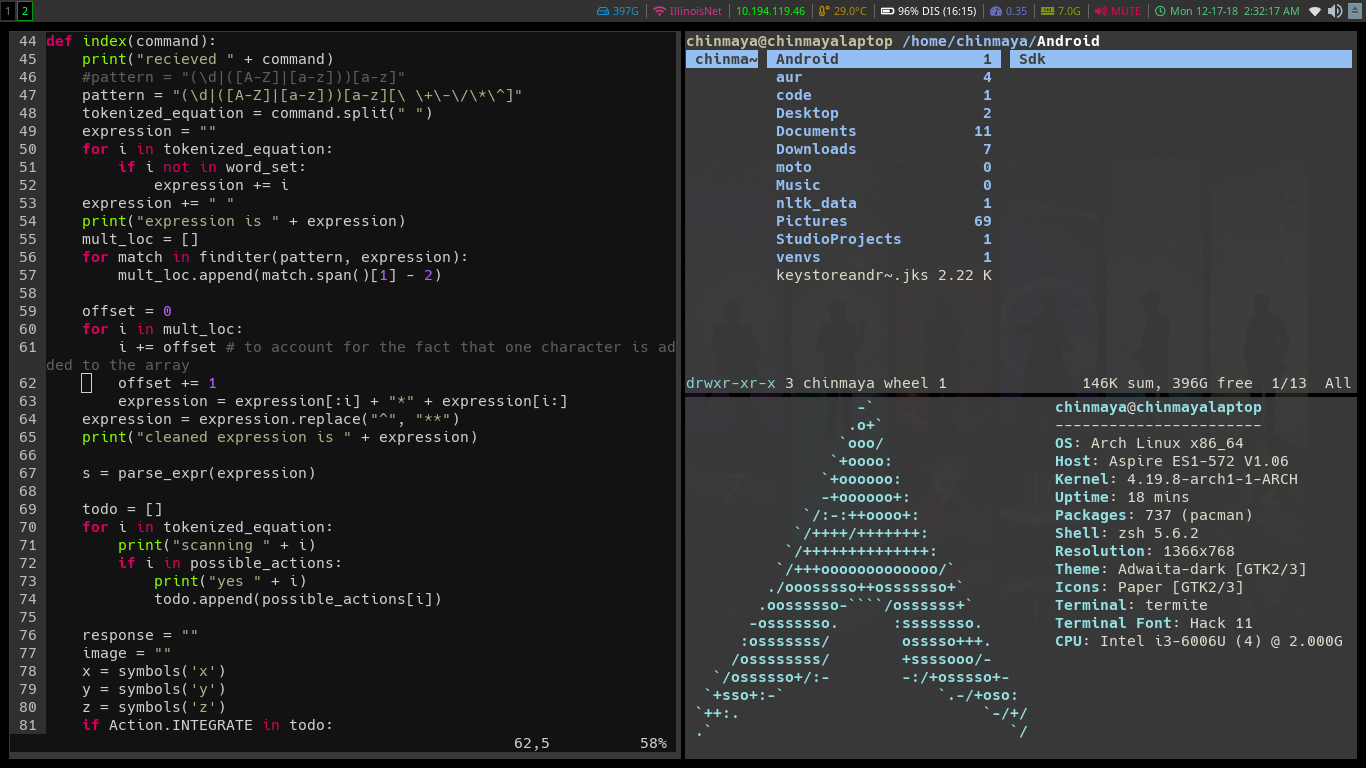 1 2 397G IllinoisNet 10.194.119.46 29.0°C 96% DIS (16:15) 0.35 7.0G MUTE Mon 12-17-18 2:32:17 AM
44 def index(command):
45     print("recieved " + command)
46     #pattern = "(\d|([A-Z]|[a-z]))[a-z]"
47     pattern = "(\d|([A-Z]|[a-z]))[a-z][\ \+\-\/\*\^]"
48     tokenized_equation = command.split(" ")
49     expression = ""
50     for i in tokenized_equation:
51         if i not in word_set:
52             expression += i
53     expression += " "
54     print("expression is " + expression)
55     mult_loc = []
56     for match in finditer(pattern, expression):
57         mult_loc.append(match.span()[1] - 2)
58
59     offset = 0
60     for i in mult_loc:
61         i += offset # to account for the fact that one character is ad
ded to the array
62         offset += 1
63         expression = expression[:i] + "*" + expression[i:]
64     expression = expression.replace("^", "**")
65     print("cleaned expression is " + expression)
66
67     s = parse_expr(expression)
68
69     todo = []
70     for i in tokenized_equation:
71         print("scanning " + i)
72         if i in possible_actions:
73             print("yes " + i)
74             todo.append(possible_actions[i])
75
76     response = ""
77     image = ""
78     x = symbols('x')
79     y = symbols('y')
80     z = symbols('z')
81     if Action.INTEGRATE in todo:
62,5 58%
chinmaya@chinmayalaptop /home/chinmaya/Android
chinma~ Android 1 Sdk
aur 4
code 1
Desktop 2
Documents 11
Downloads 7
moto 0
Music 0
nltk_data 1
Pictures 69
StudioProjects 1
venvs 1
keystoreandr~.jks 2.22 K
drwxr-xr-x 3 chinmaya wheel 1 146K sum, 396G free 1/13 All
                  -`                   chinmaya@chinmayalaptop
                 .o+`                  -----------------------
                `ooo/                  OS: Arch Linux x86_64
               `+oooo:                 Host: Aspire ES1-572 V1.06
              `+oooooo:                Kernel: 4.19.8-arch1-1-ARCH
              -+oooooo+:               Uptime: 18 mins
            `/:-:++oooo+:              Packages: 737 (pacman)
           `/++++/+++++++:             Shell: zsh 5.6.2
          `/++++++++++++++:            Resolution: 1366x768
         `/+++ooooooooooooo/`          Theme: Adwaita-dark [GTK2/3]
        ./ooosssso++osssssso+`         Icons: Paper [GTK2/3]
       .oossssso-````/ossssss+`        Terminal: termite
      -osssssso.      :ssssssso.       Terminal Font: Hack 11
     :osssssss/        osssso+++.      CPU: Intel i3-6006U (4) @ 2.000G
    /ossssssss/        +ssssooo/-
  `/ossssso+/:-        -:/+osssso+-
 `+sso+:-`                 `.-/+oso:
`++:.                           `-/+/
.`                                 `/